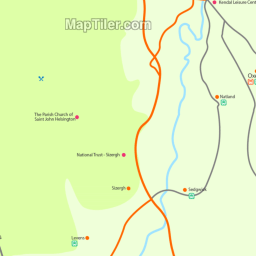 Kendal Leisure Cent
MapTiler.com
Oxe
Natland
The Parish Church of
Saint John Helsington
National Trust - Sizergh
Sizergh
Sedgwick
Levens